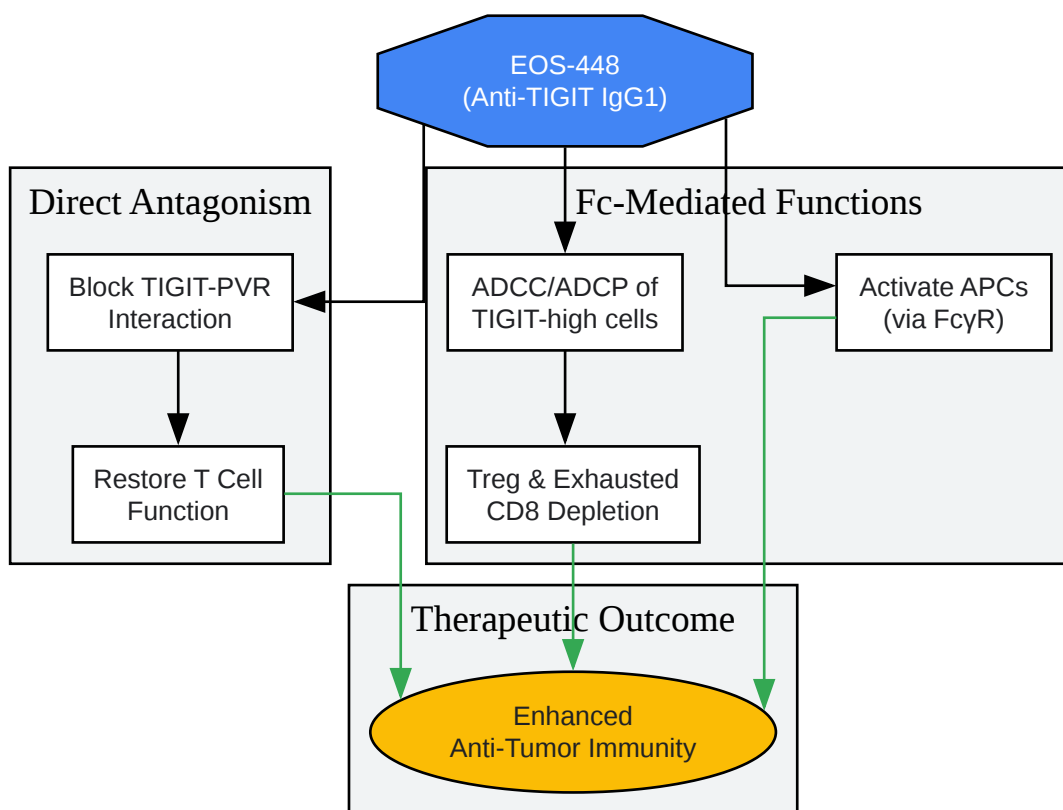 EOS-448
(Anti-TIGIT IgG1)
Direct Antagonism
Fc-Mediated Functions
Block TIGIT-PVR
Interaction
ADCC/ADCP of
TIGIT-high cells
Activate APCs
(via FcγR)
Restore T Cell
Function
Treg & Exhausted
CD8 Depletion
Therapeutic Outcome
Enhanced
Anti-Tumor Immunity